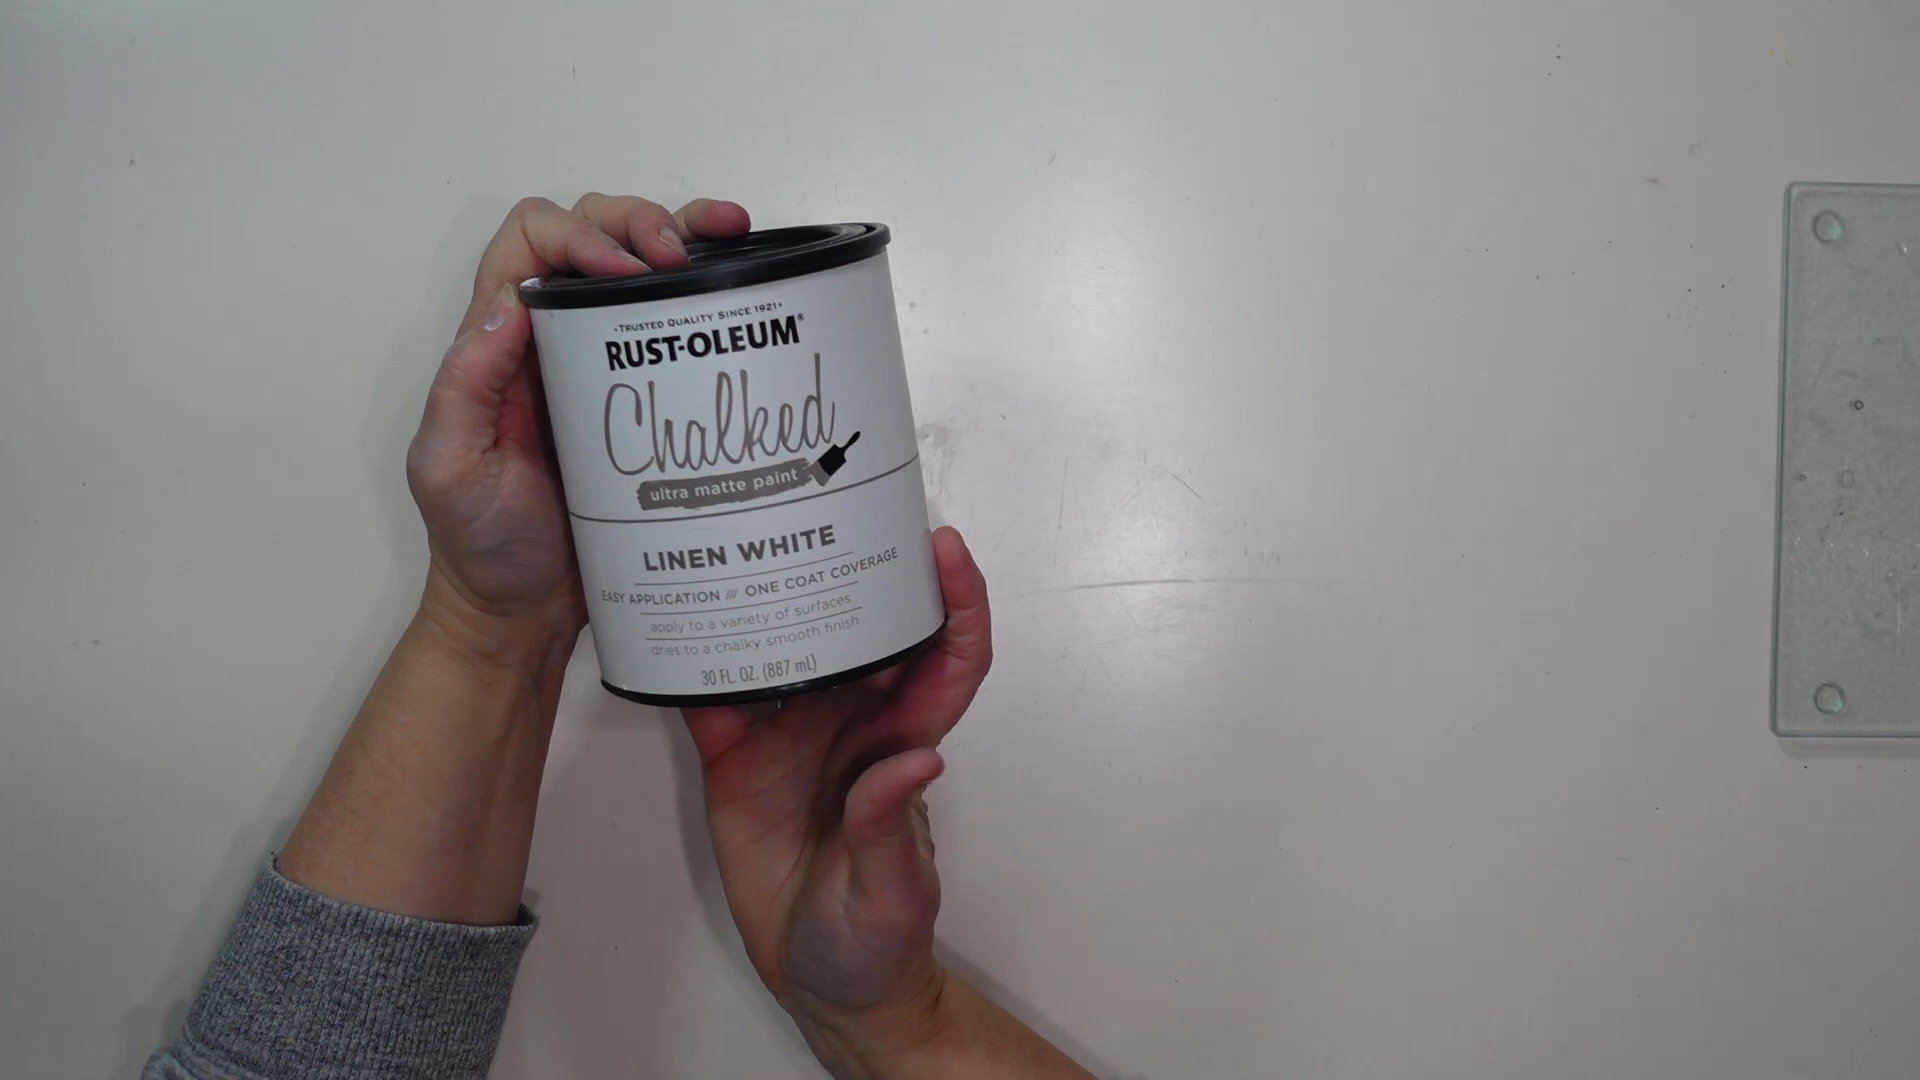 •TRUSTED QUALITY SINCE 1921•
RUST-OLEUM®
Chalked
ultra matte paint
LINEN WHITE
EASY APPLICATION /// ONE COAT COVERAGE
apply to a variety of surfaces
dries to a chalky smooth finish
30 FL. OZ. (887 mL)